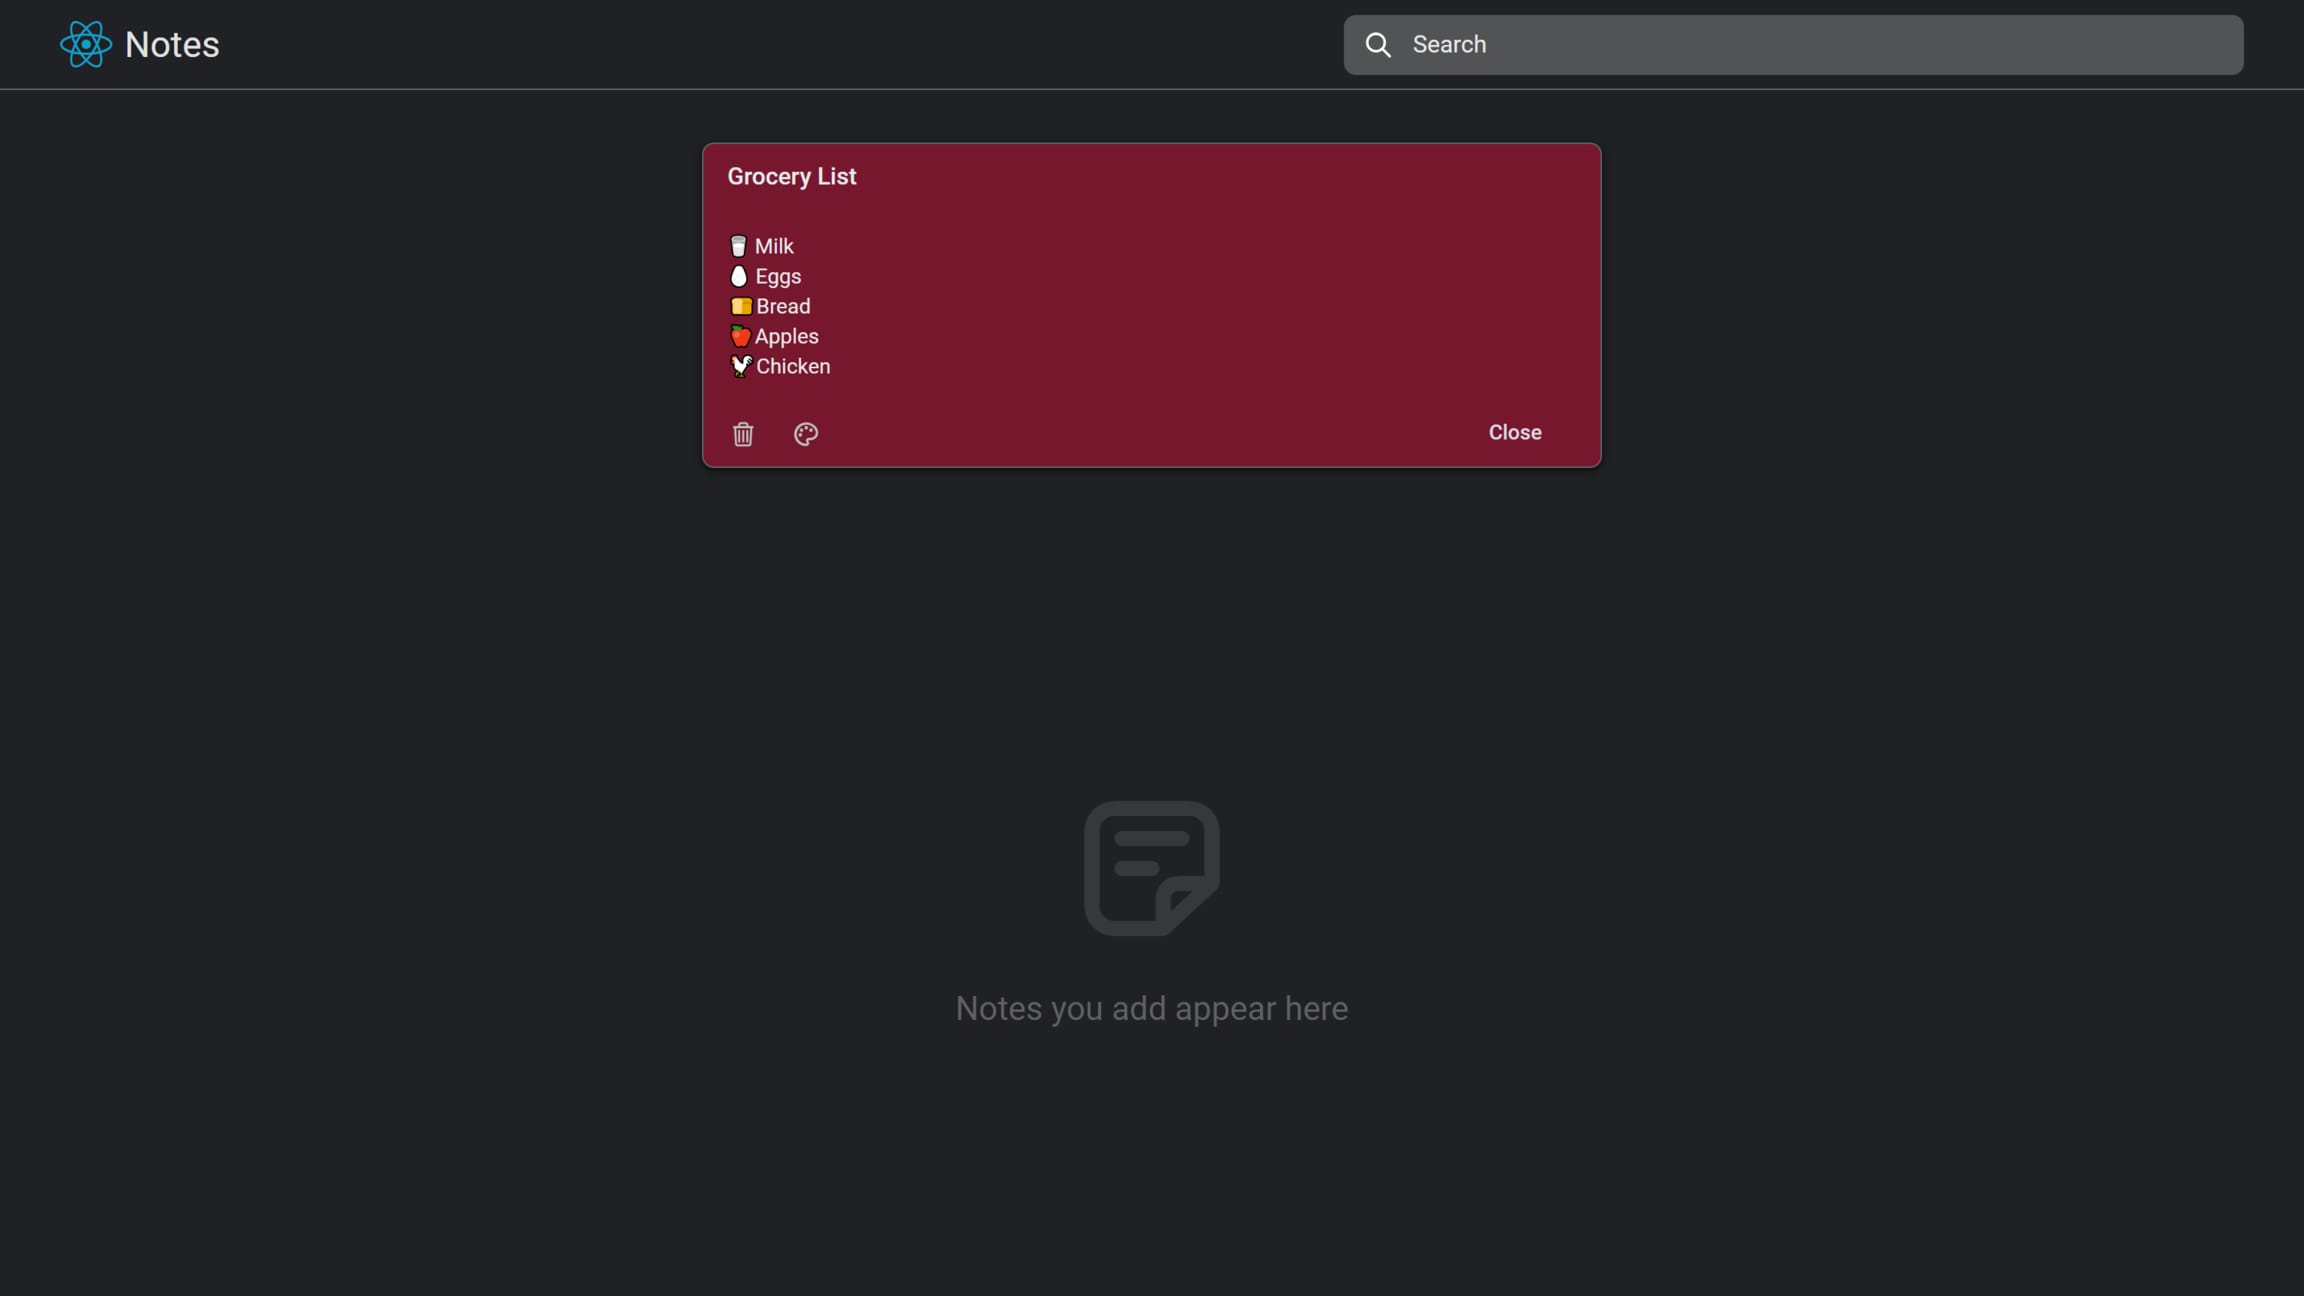 Notes
Search
Grocery List
🥛 Milk
🥚 Eggs
🍞 Bread
🍎 Apples
🐓 Chicken
Close
Notes you add appear here